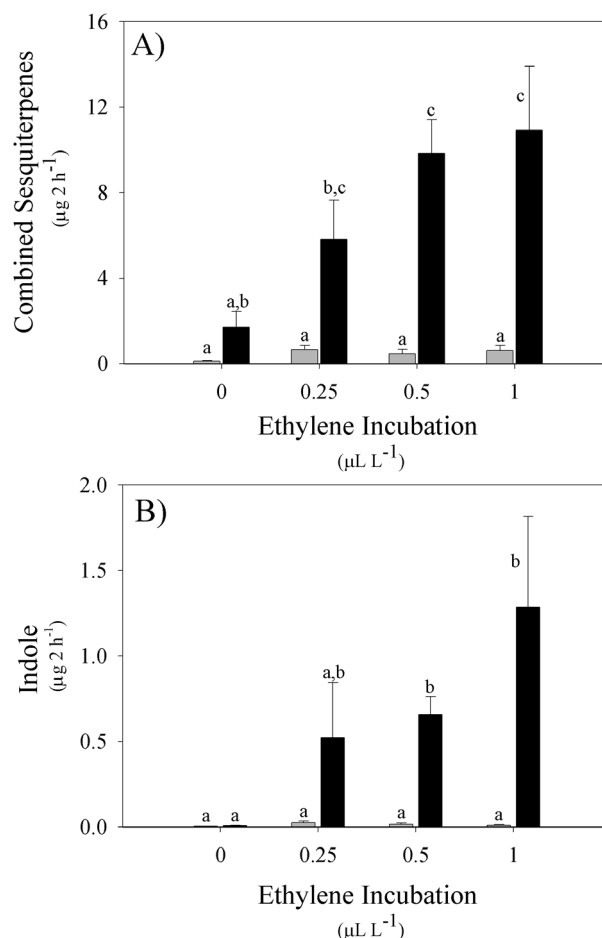 A)
Combined Sesquiterpenes
(µg 2 h-1)
16
12
8
4
0
a
a,b
a
b,c
a
c
a
c
0
0.25
0.5
1
Ethylene Incubation
(µL L-1)
B)
Indole
(µg 2 h-1)
2.0
1.5
1.0
0.5
0.0
a
a
a
a,b
a
b
a
b
0
0.25
0.5
1
Ethylene Incubation
(µL L-1)